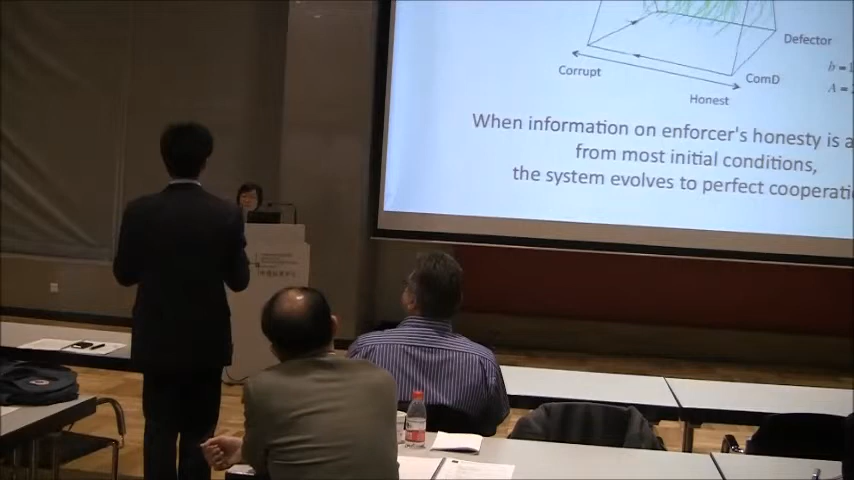 Defector
b = 1
A =
Corrupt
ComD
Honest
When information on enforcer's honesty is a
from most initial conditions,
the system evolves to perfect cooperati